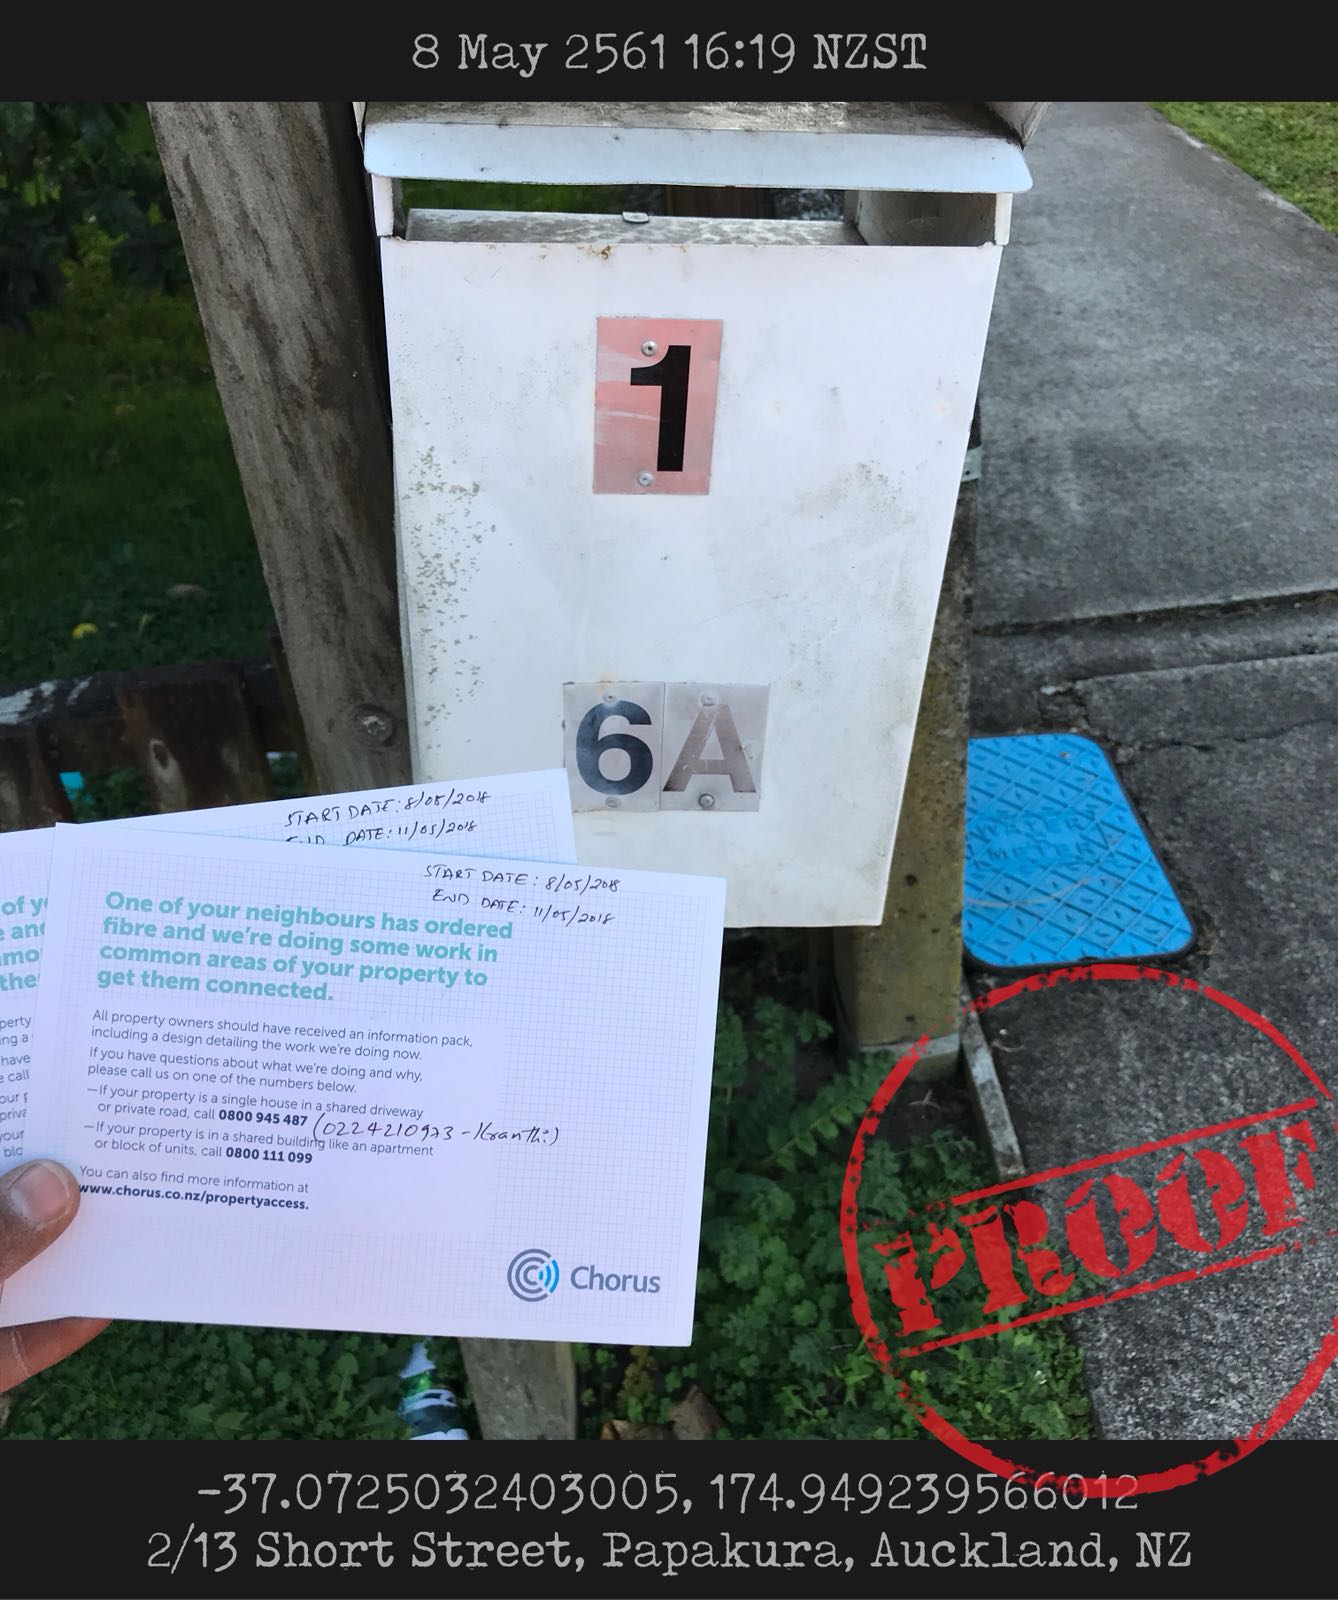 8 May 2561 16:19 NZST
1
6A
START DATE: 8/05/2018
END DATE: 11/05/2018
START DATE: 8/05/2018
END DATE: 11/05/2018
One of your neighbours has ordered
fibre and we're doing some work in
common areas of your property to
get them connected.
All property owners should have received an information pack,
including a design detailing the work we're doing now.
If you have questions about what we're doing and why,
please call us on one of the numbers below.
—If your property is a single house in a shared driveway
or private road, call 0800 945 487 (0224210973 - Kranthi)
—If your property is in a shared building like an apartment
or block of units, call 0800 111 099
You can also find more information at
www.chorus.co.nz/propertyaccess.
Chorus
PROOF
-37.0725032403005, 174.949239566012
2/13 Short Street, Papakura, Auckland, NZ